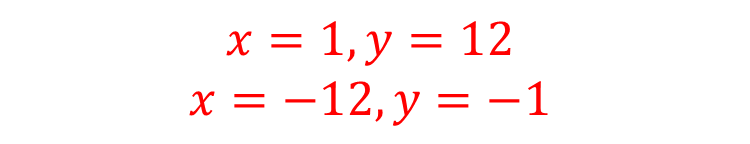 x = 1, y = 12
x = −12, y = −1